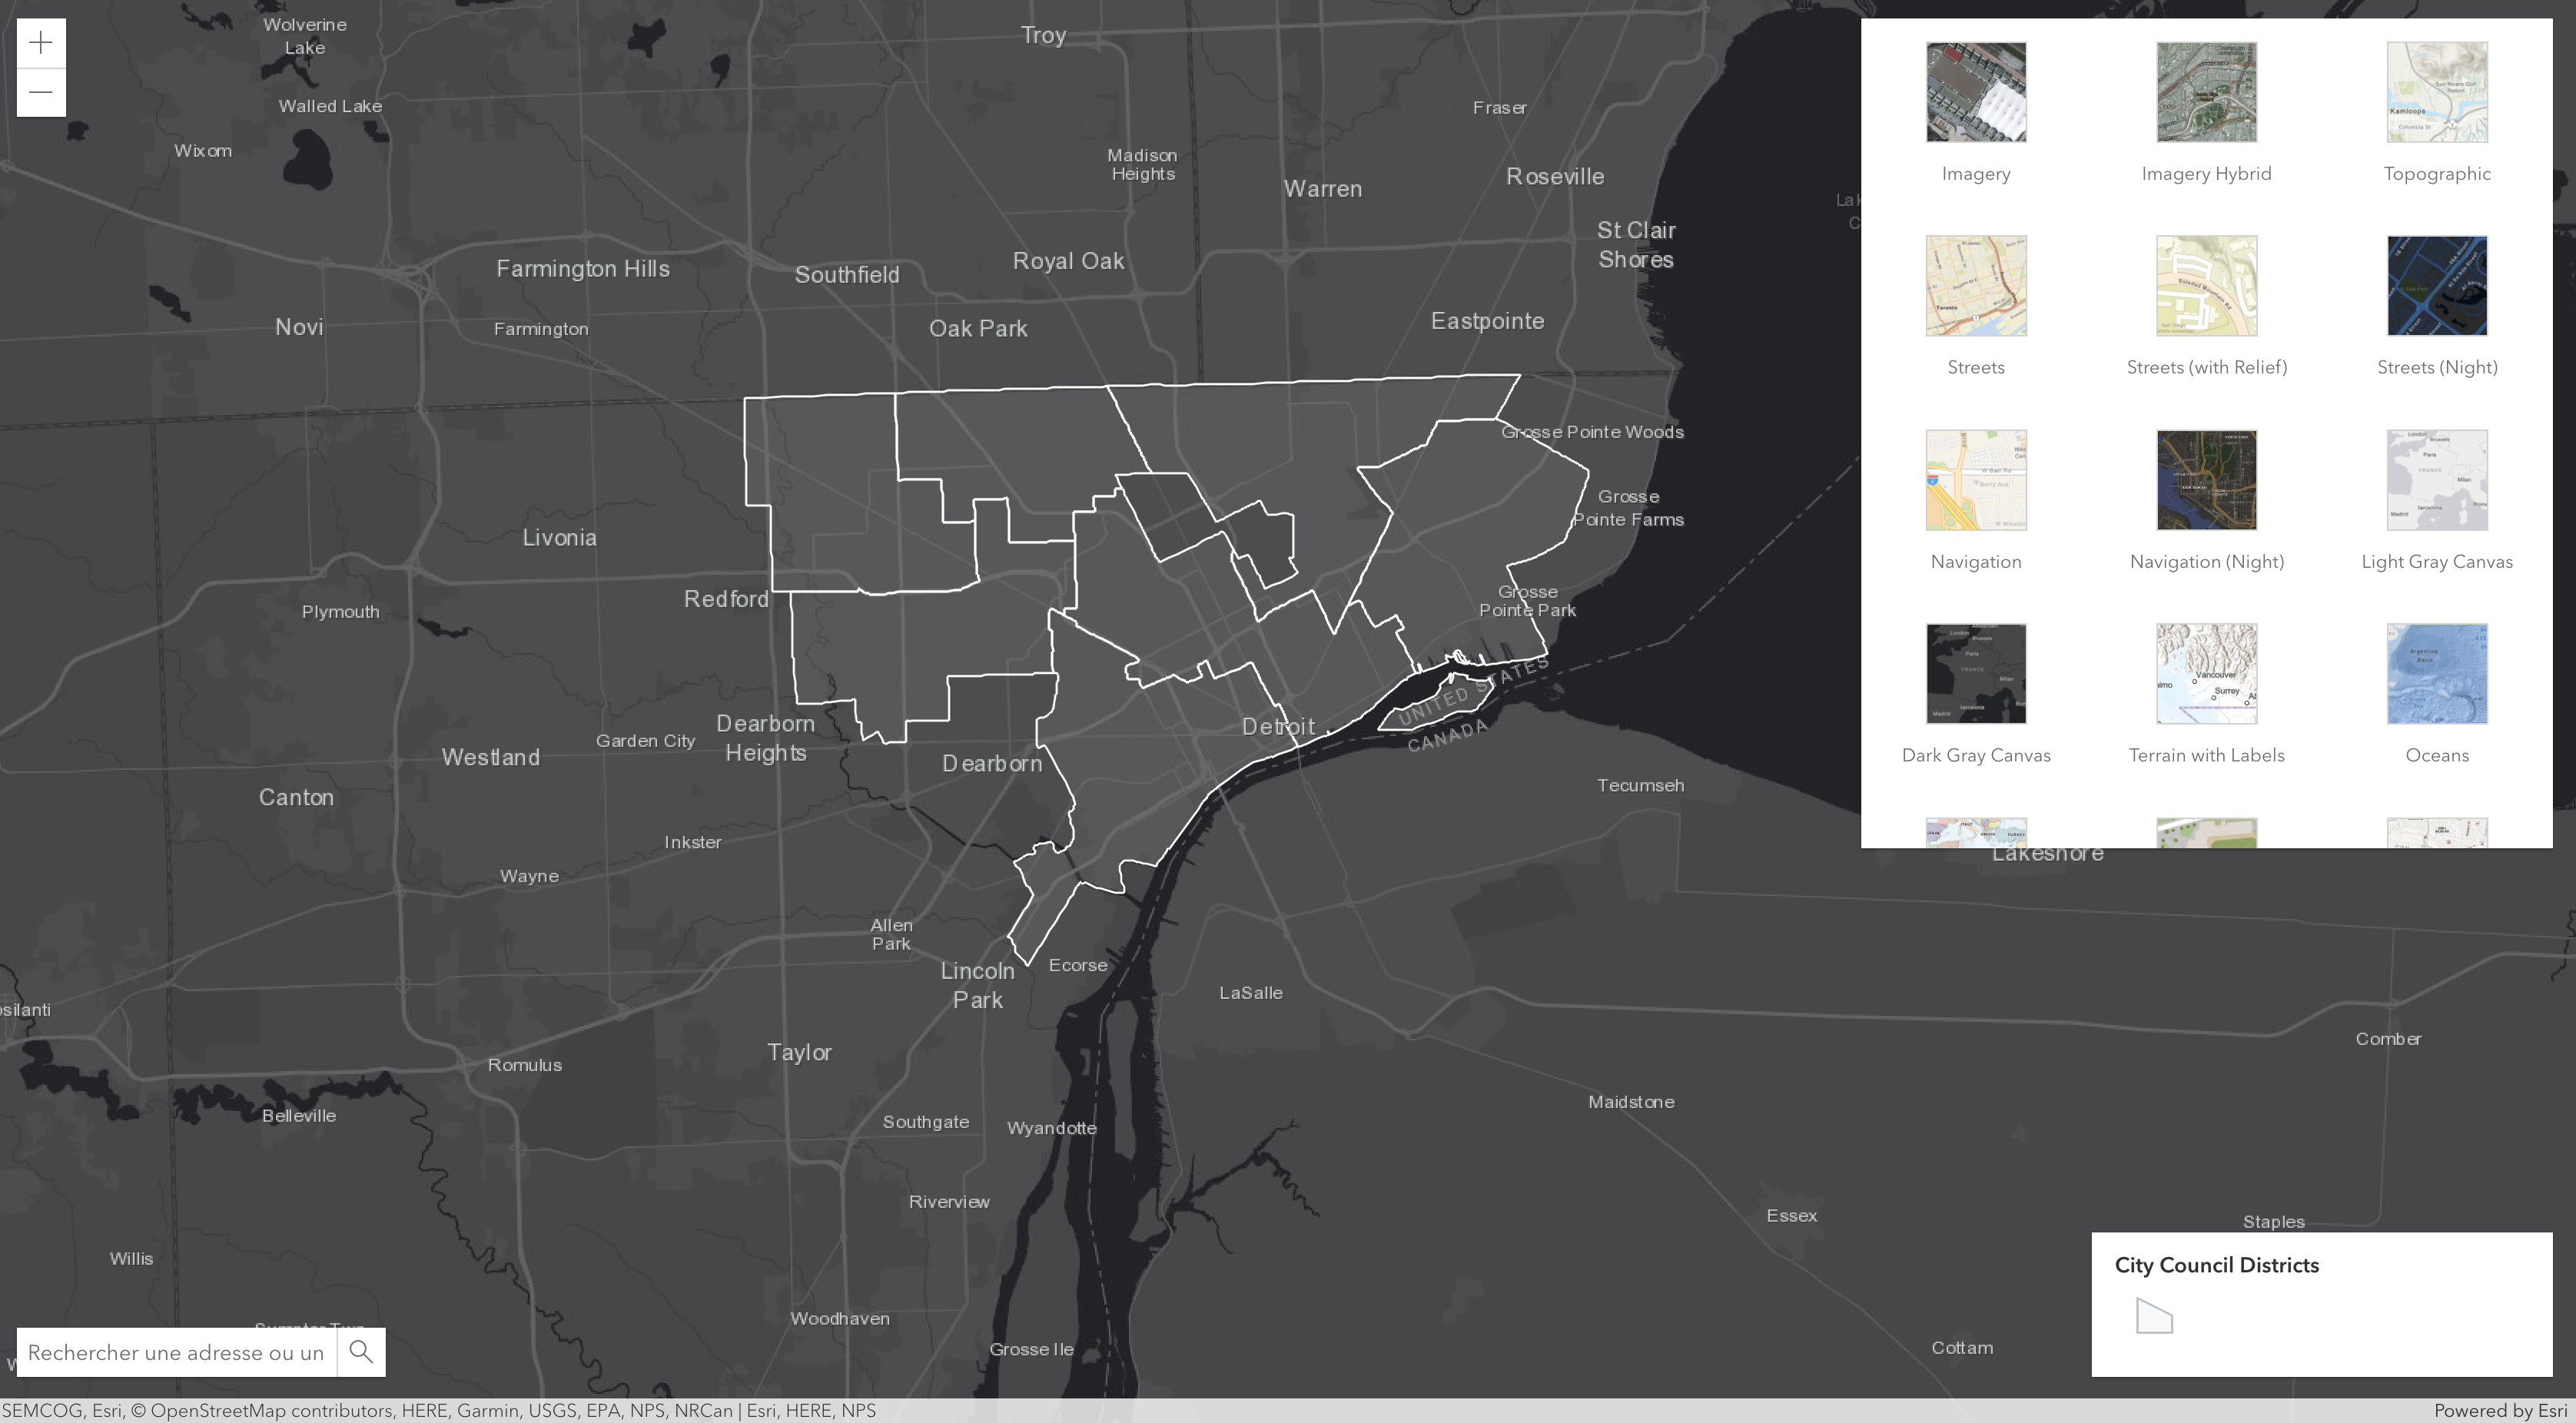 Wolverine
Lake
Troy
Walled Lake
Fraser
Wixom
Madison
Heights
Warren
Roseville
St Clair
Shores
Farmington Hills
Southfield
Royal Oak
Novi
Farmington
Oak Park
Eastpointe
Grosse Pointe Woods
Grosse
Pointe Farms
Livonia
Redford
Plymouth
Grosse
Pointe Park
UNITED STATES
CANADA
Detroit
Dearborn
Heights
Garden City
Westland
Dearborn
Canton
Tecumseh
Inkster
Wayne
Lakeshore
Allen
Park
Lincoln
Park
Ecorse
LaSalle
Comber
Taylor
Romulus
Belleville
Southgate
Wyandotte
Maidstone
Riverview
Essex
Staples
Willis
Woodhaven
Grosse Ile
Cottam
Imagery
Imagery Hybrid
Topographic
Streets
Streets (with Relief)
Streets (Night)
Navigation
Navigation (Night)
Light Gray Canvas
Dark Gray Canvas
Terrain with Labels
Oceans
Kamloops
Toronto
Vancouver
Surrey
City Council Districts
Rechercher une adresse ou un
SEMCOG, Esri, © OpenStreetMap contributors, HERE, Garmin, USGS, EPA, NPS, NRCan | Esri, HERE, NPS
Powered by Esri